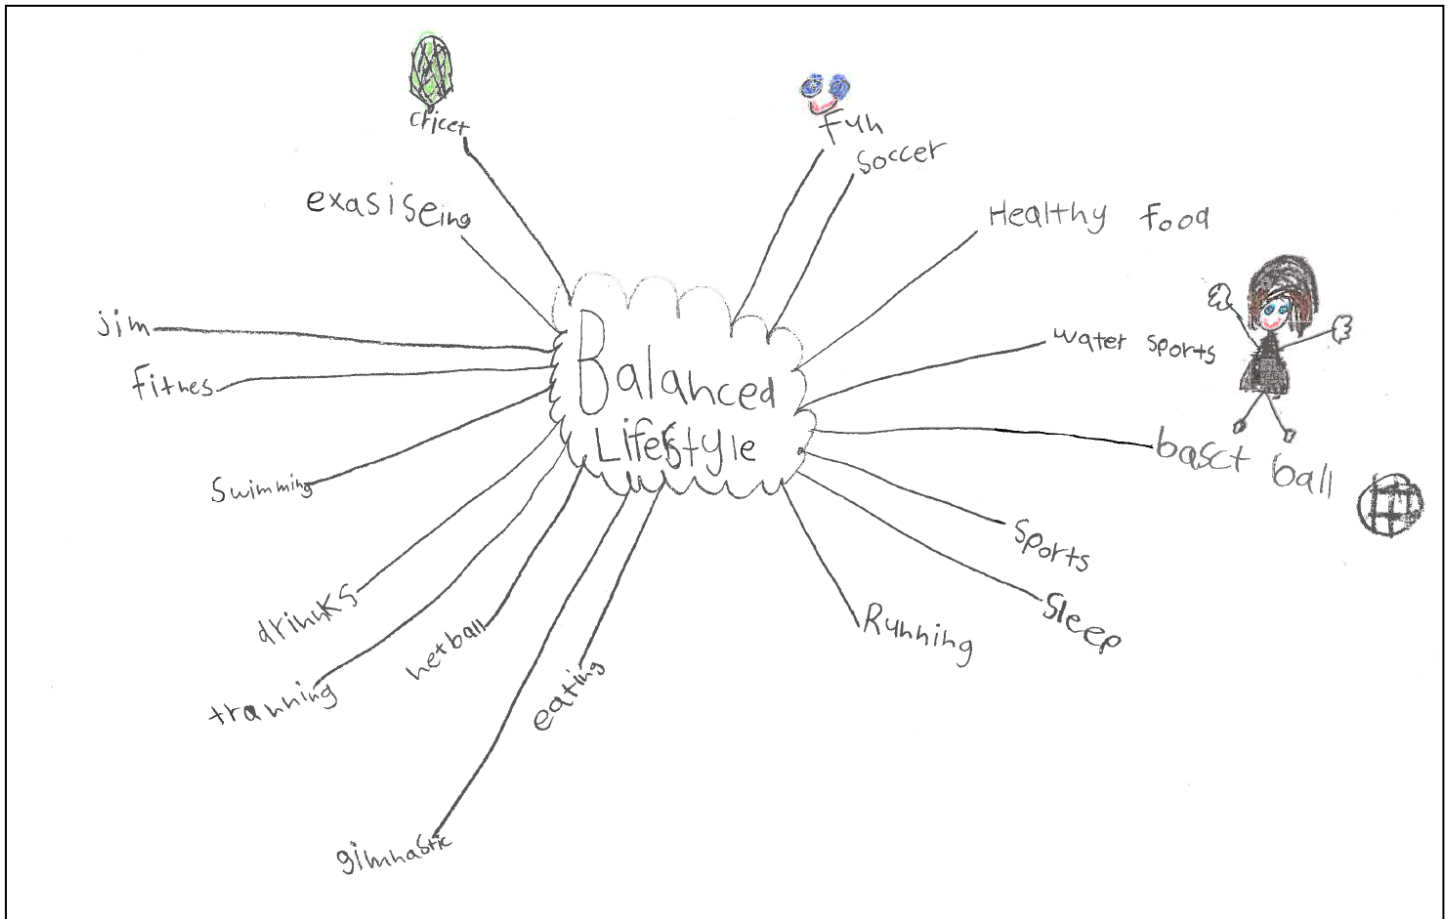 Balanced
Lifestyle
Fun
soccer
Healthy food
water sports
basct ball
Sports
Sleep
Running
eating
gimnastic
netball
tranning
drinks
Swimming
fitnes
jim
exasiseing
cricet